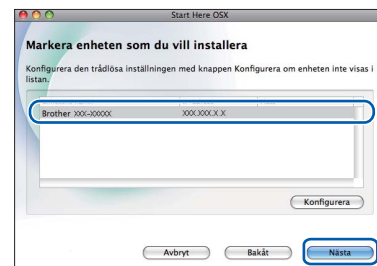 Start Here OSX
Markera enheten som du vill installera
Konfigurera den trådlösa inställningen med knappen Konfigurera om enheten inte visas i
listan.
Brother XXX-XXXXX XXX.XXX.X.X
Konfigurera
Avbryt Bakåt Nästa